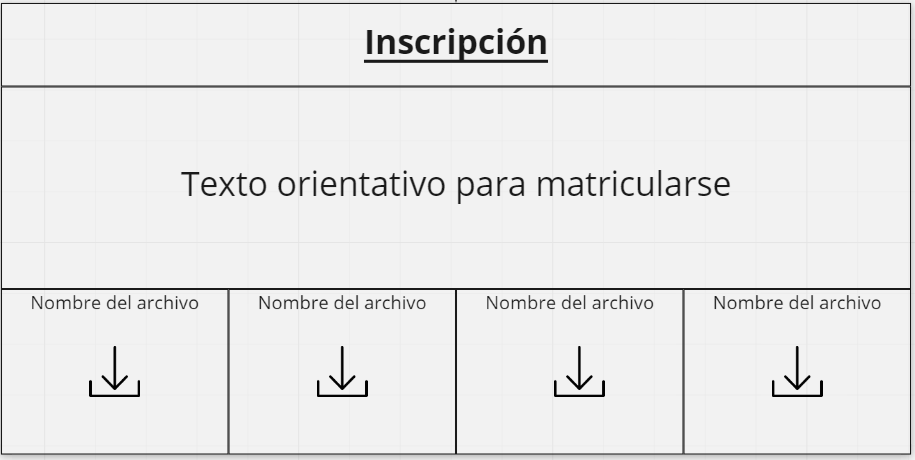 Inscripción
Texto orientativo para matricularse
Nombre del archivo
Nombre del archivo
Nombre del archivo
Nombre del archivo